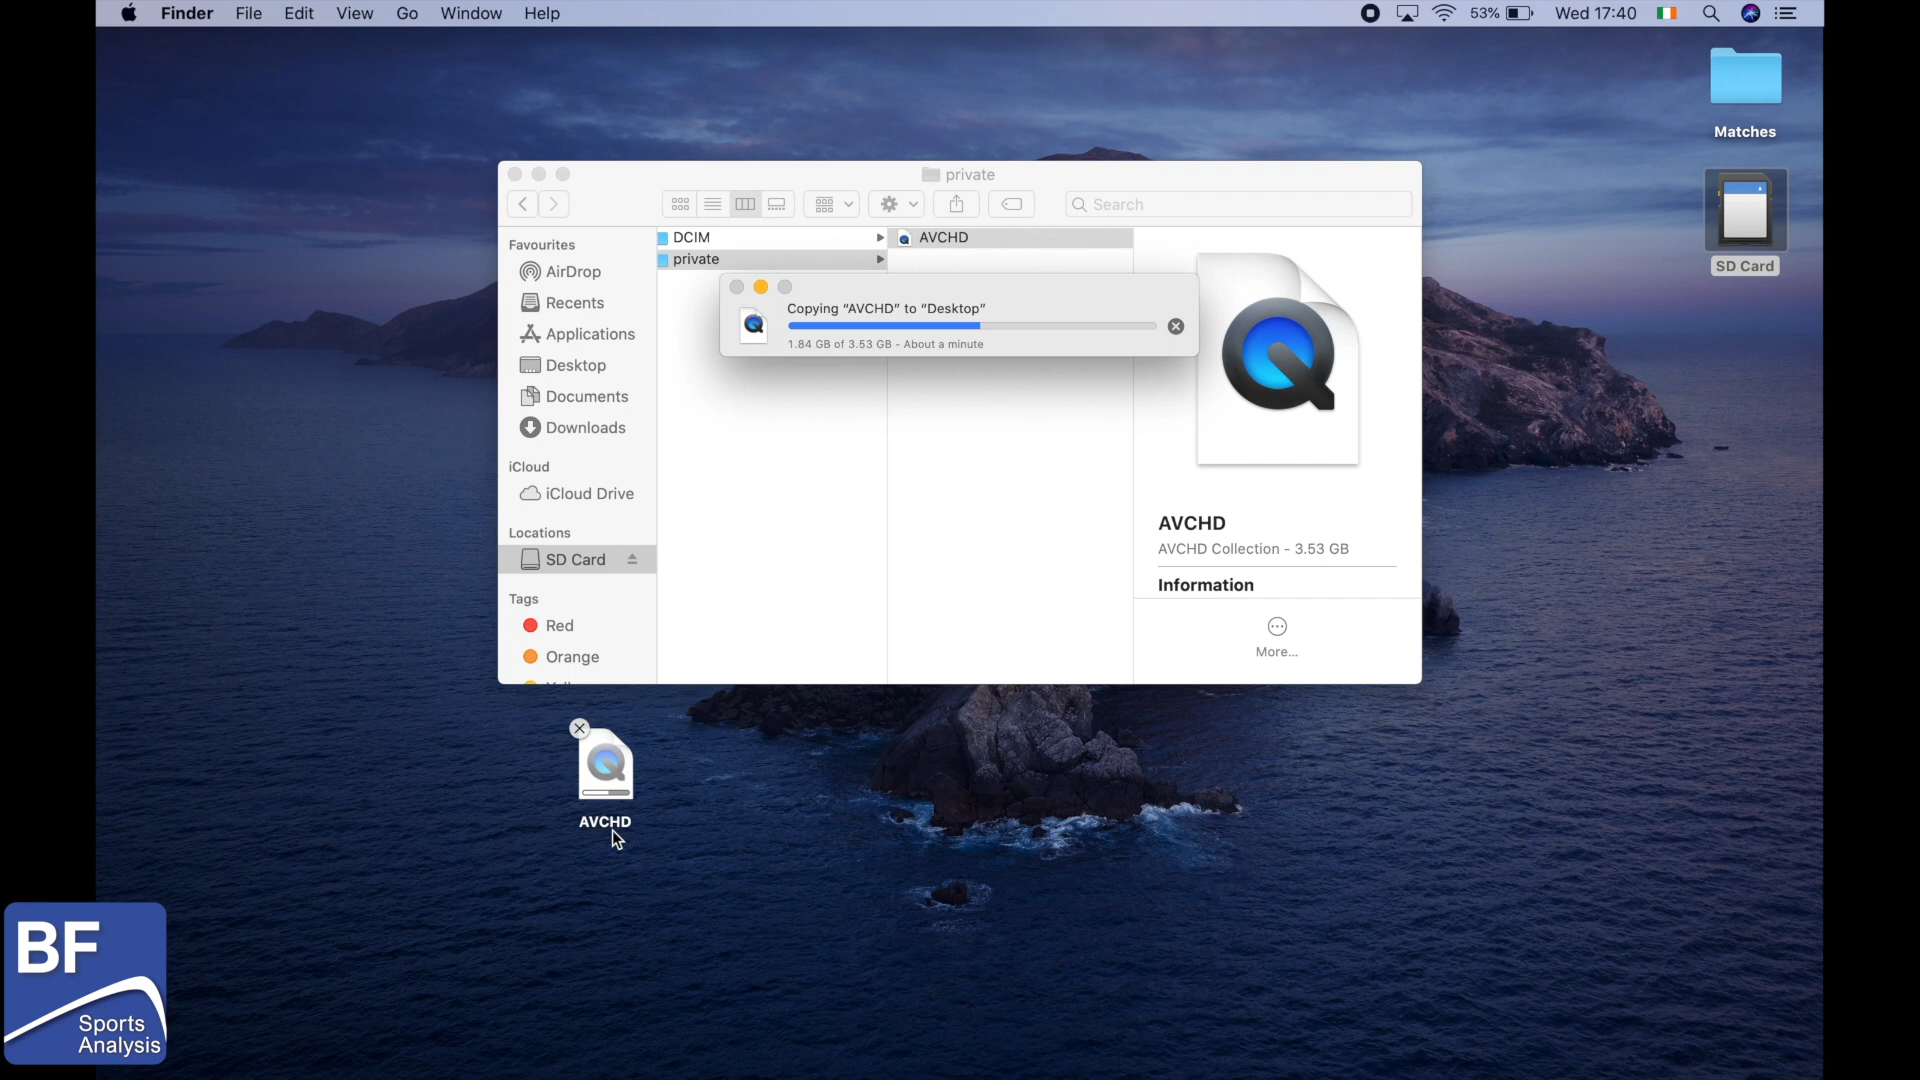 Finder File Edit View Go Window Help
53% Wed 17:40
Matches
SD Card
private
Search
Favourites
AirDrop
Recents
Applications
Desktop
Documents
Downloads
iCloud
iCloud Drive
Locations
SD Card
Tags
Red
Orange
DCIM
private
AVCHD
Copying “AVCHD” to “Desktop”
1.84 GB of 3.53 GB - About a minute
AVCHD
AVCHD Collection - 3.53 GB
Information
More...
AVCHD
BF
Sports
Analysis